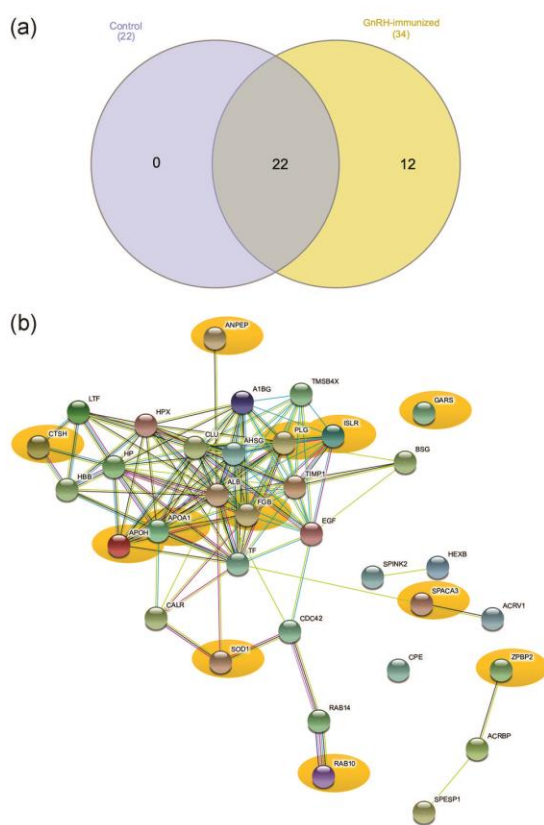 (a)
Control
(22)
GnRH-immunized
(34)
0
22
12
(b)
ANPEP
A1BG
TMSB4X
GARS
LTF
HPX
CTSH
CLU
AHSG
PLG
ISLR
HP
BSG
HBB
ALB
TIMP1
FGB
APOH
APOA1
EGF
TF
SPINK2
HEXB
SPACA3
ACRV1
CALR
CDC42
SOD1
CPE
ZPBP2
RAB14
ACRBP
RAB10
SPESP1